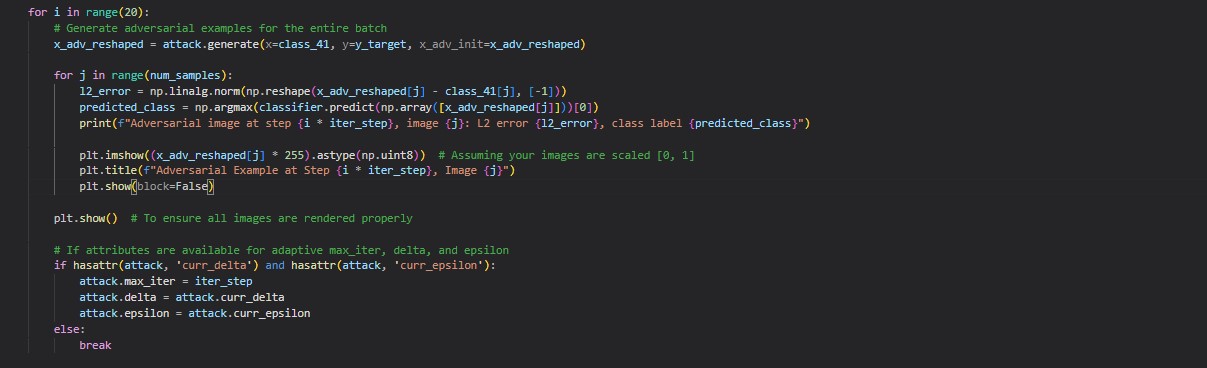 for i in range(20):
    # Generate adversarial examples for the entire batch
    x_adv_reshaped = attack.generate(x=class_41, y=y_target, x_adv_init=x_adv_reshaped)

    for j in range(num_samples):
        l2_error = np.linalg.norm(np.reshape(x_adv_reshaped[j] - class_41[j], [-1]))
        predicted_class = np.argmax(classifier.predict(np.array([x_adv_reshaped[j]]))[0])
        print(f"Adversarial image at step {i * iter_step}, image {j}: L2 error {l2_error}, class label {predicted_class}")

        plt.imshow((x_adv_reshaped[j] * 255).astype(np.uint8))  # Assuming your images are scaled [0, 1]
        plt.title(f"Adversarial Example at Step {i * iter_step}, Image {j}")
        plt.show(block=False)

    plt.show()  # To ensure all images are rendered properly

    # If attributes are available for adaptive max_iter, delta, and epsilon
    if hasattr(attack, 'curr_delta') and hasattr(attack, 'curr_epsilon'):
        attack.max_iter = iter_step
        attack.delta = attack.curr_delta
        attack.epsilon = attack.curr_epsilon
    else:
        break